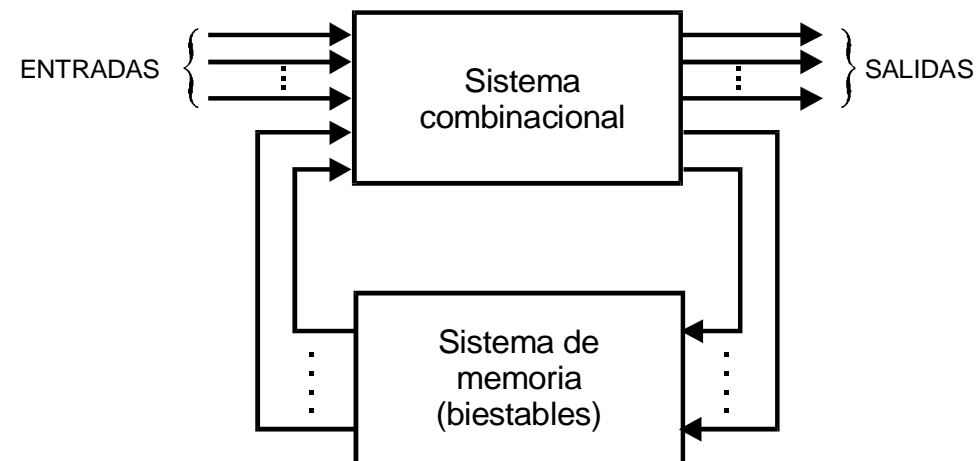 ENTRADAS
Sistema
combinacional
SALIDAS
Sistema de
memoria
(biestables)